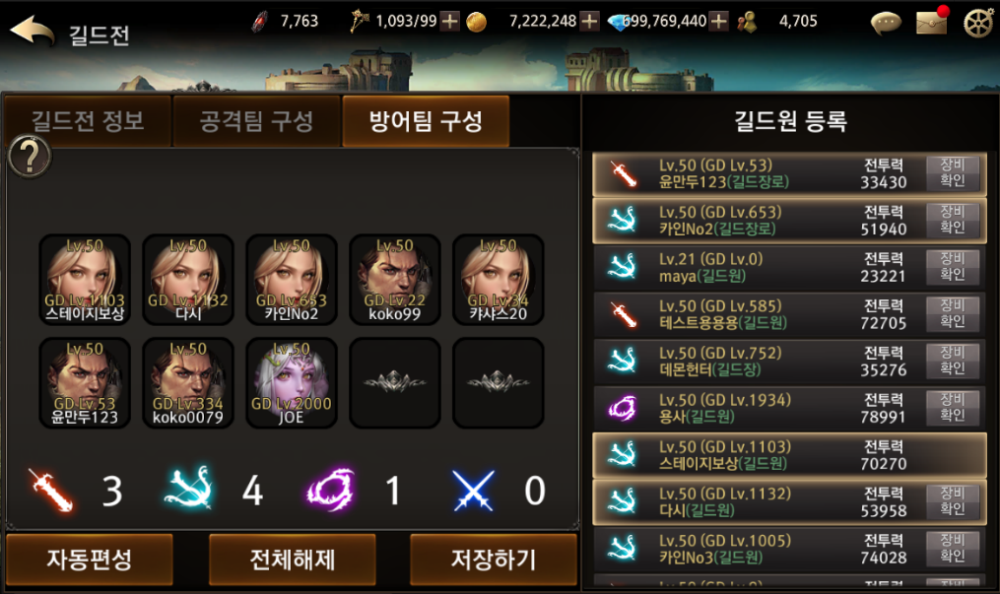 길드전
7,763
1,093/99
7,222,248
699,769,440
4,705
길드전 정보
공격팀 구성
방어팀 구성
?
Lv.50
GD Lv.1103
스테이지보상
Lv.50
GD Lv.1132
다시
Lv.50
GD Lv.653
카인No2
Lv.50
GD Lv.22
koko99
Lv.50
GD Lv.34
카샤스20
Lv.50
GD Lv.53
윤만두123
Lv.50
GD Lv.334
koko0079
Lv.50
GD Lv.2000
JOE
3
4
1
0
자동편성
전체해제
저장하기
길드원 등록
Lv.50 (GD Lv.53)
윤만두123(길드장로)
전투력
33430
장비
확인
Lv.50 (GD Lv.653)
카인No2(길드장로)
전투력
51940
장비
확인
Lv.21 (GD Lv.0)
maya(길드원)
전투력
23221
장비
확인
Lv.50 (GD Lv.585)
테스트용용용(길드원)
전투력
72705
장비
확인
Lv.50 (GD Lv.752)
데몬헌터(길드장)
전투력
35276
장비
확인
Lv.50 (GD Lv.1934)
용사(길드원)
전투력
78991
장비
확인
Lv.50 (GD Lv.1103)
스테이지보상(길드원)
전투력
70270
Lv.50 (GD Lv.1132)
다시(길드원)
전투력
53958
장비
확인
Lv.50 (GD Lv.1005)
카인No3(길드원)
전투력
74028
장비
확인